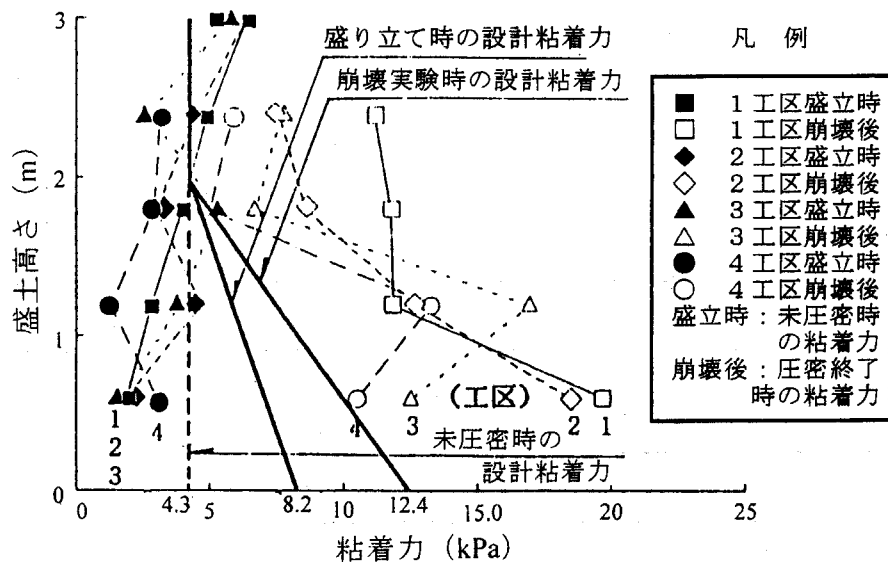 盛り立て時の設計粘着力
崩壊実験時の設計粘着力
凡 例
■ 1工区盛立時
□ 1工区崩壊後
◆ 2工区盛立時
◇ 2工区崩壊後
▲ 3工区盛立時
△ 3工区崩壊後
● 4工区盛立時
○ 4工区崩壊後
盛立時:未圧密時
の粘着力
崩壊後:圧密終了
時の粘着力
盛土高さ (m)
3
2
1
0
1
2
3
4
(工区)
4
3
2
1
未圧密時の
設計粘着力
0
4.3
5
8.2
10
12.4
15.0
20
25
粘着力 (kPa)